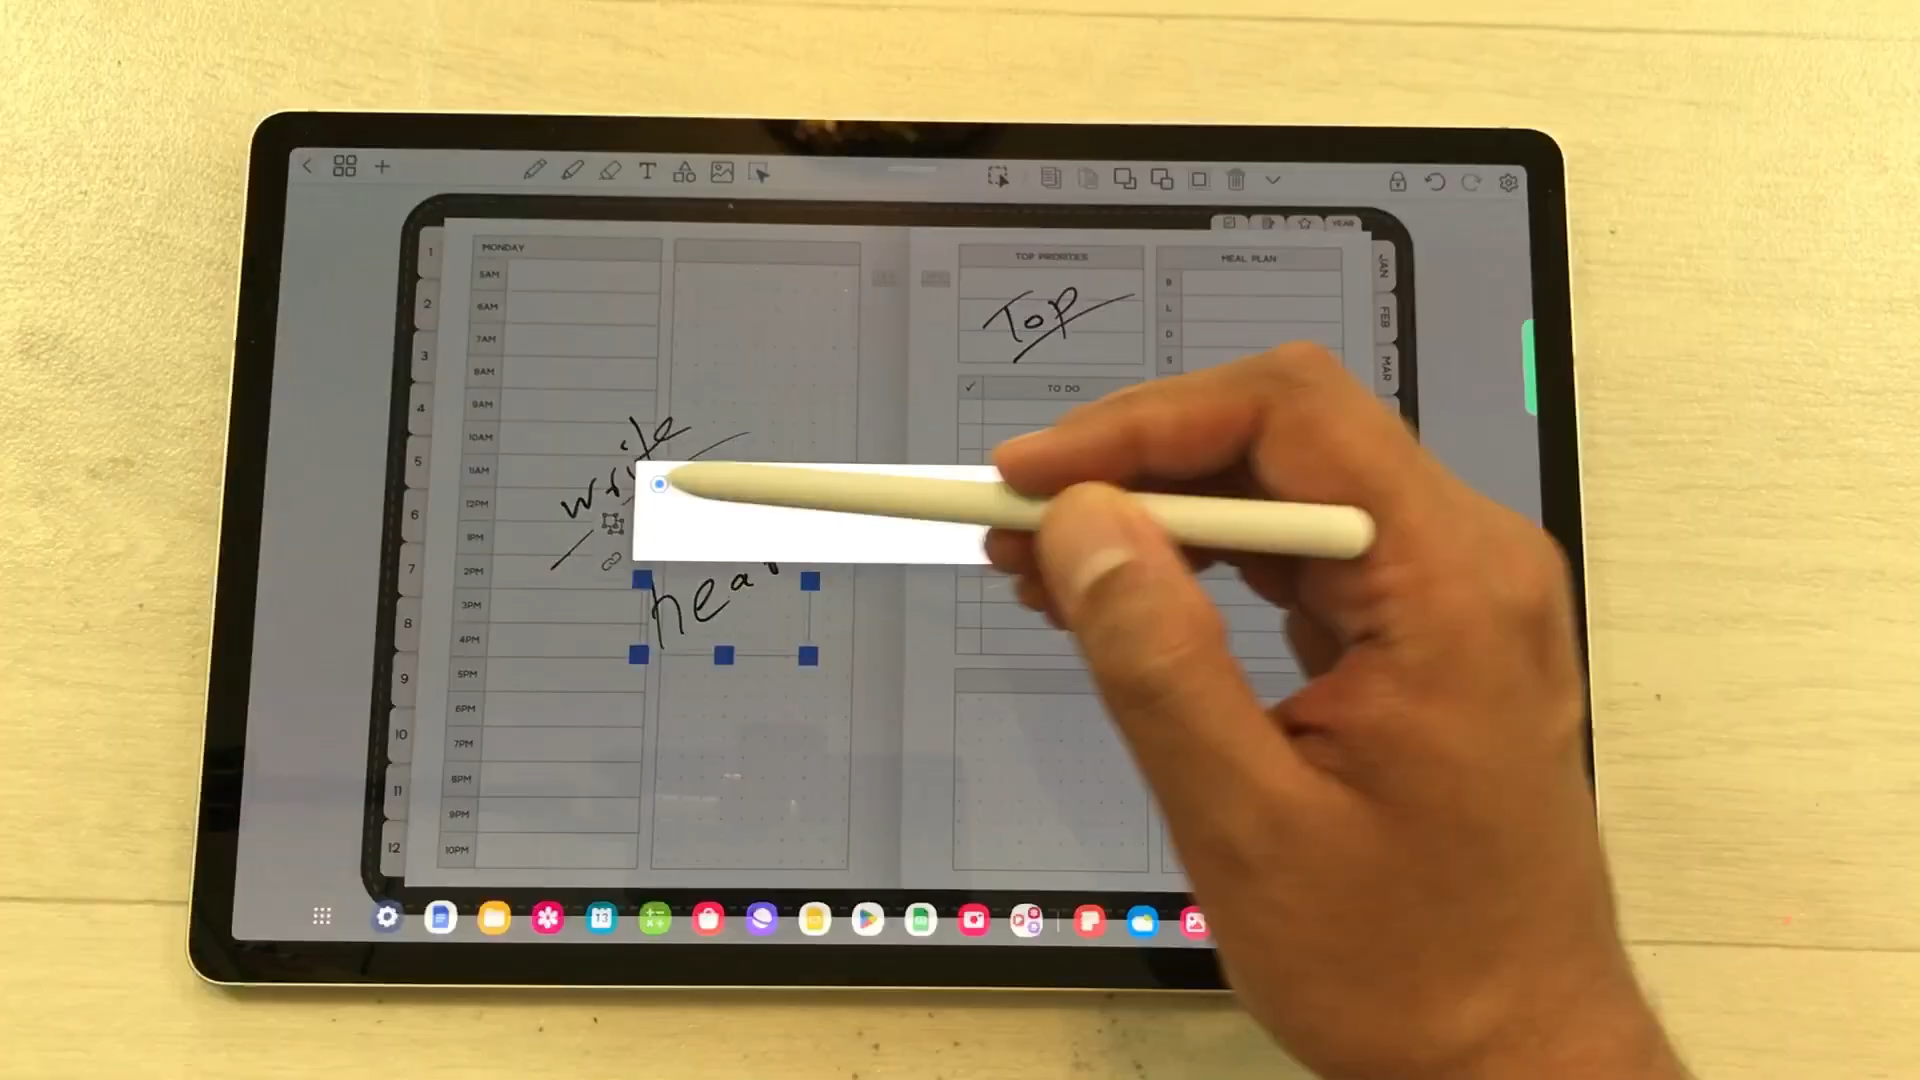 YEAR
MONDAY
5AM
6AM
7AM
8AM
9AM
10AM
11AM
12PM
1PM
2PM
3PM
4PM
5PM
6PM
7PM
8PM
9PM
10PM
1
2
3
4
5
6
7
8
9
10
11
12
write
TOP PRIORITIES
Top
TO DO
MEAL PLAN
B
L
D
S
JAN
FEB
MAR
T
13